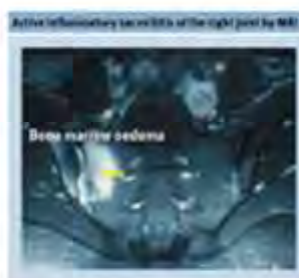 Active inflammatory sacroiliitis of the right joint by MRI
Bone marrow oedema